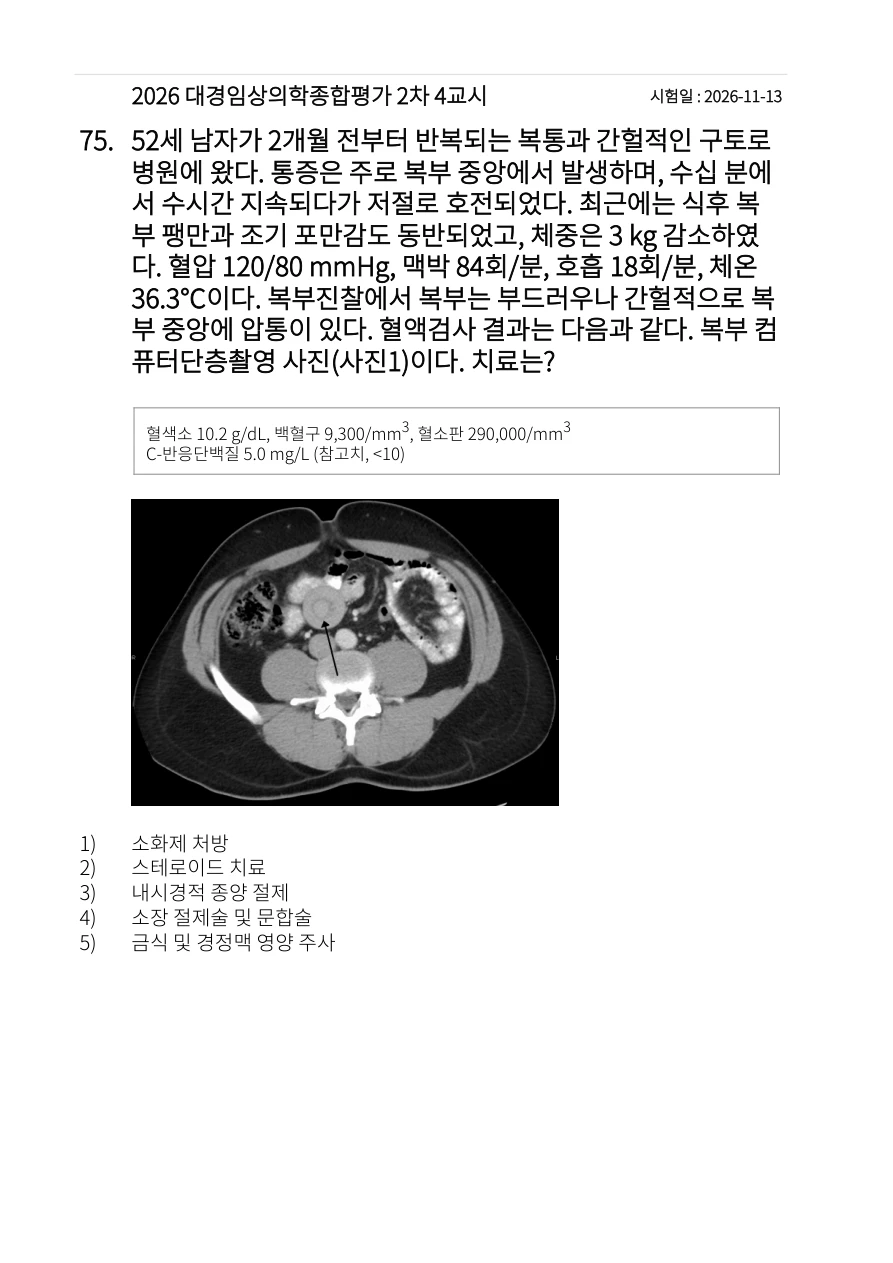 2026 대경임상의학종합평가 2차 4교시
시험일 : 2026-11-13
75. 52세 남자가 2개월 전부터 반복되는 복통과 간헐적인 구토로
병원에 왔다. 통증은 주로 복부 중앙에서 발생하며, 수십 분에
서 수시간 지속되다가 저절로 호전되었다. 최근에는 식후 복
부 팽만과 조기 포만감도 동반되었고, 체중은 3 kg 감소하였
다. 혈압 120/80 mmHg, 맥박 84회/분, 호흡 18회/분, 체온
36.3°C이다. 복부진찰에서 복부는 부드러우나 간헐적으로 복
부 중앙에 압통이 있다. 혈액검사 결과는 다음과 같다. 복부 컴
퓨터단층촬영 사진(사진1)이다. 치료는?
혈색소 10.2 g/dL, 백혈구 9,300/mm³, 혈소판 290,000/mm³
C-반응단백질 5.0 mg/L (참고치, <10)
1) 소화제 처방
2) 스테로이드 치료
3) 내시경적 종양 절제
4) 소장 절제술 및 문합술
5) 금식 및 경정맥 영양 주사